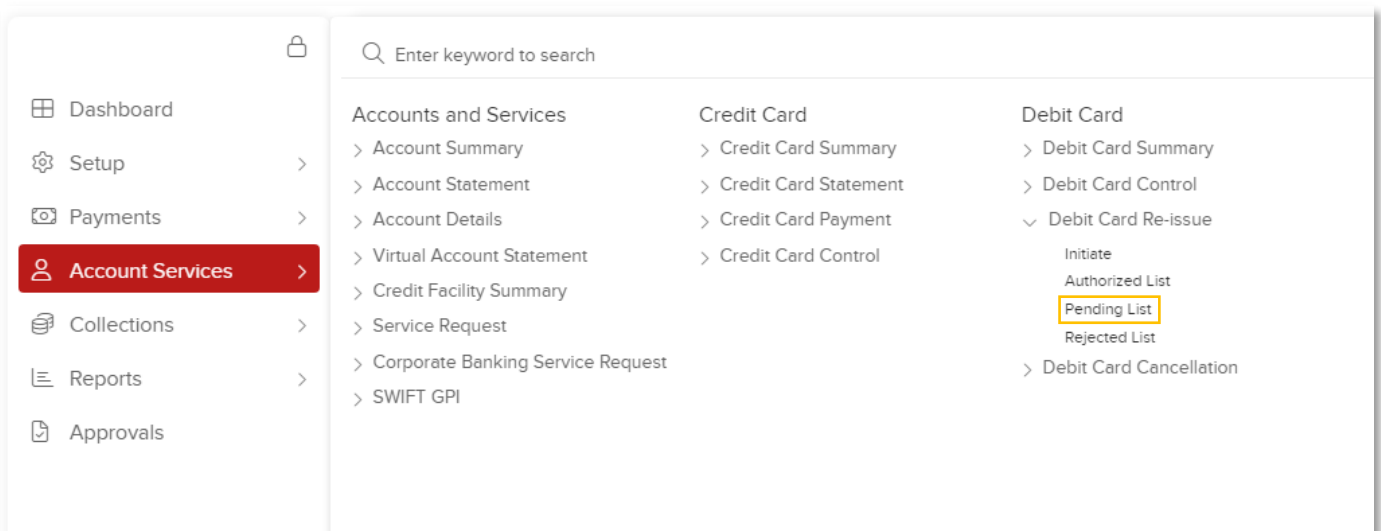 Enter keyword to search
Dashboard
Setup
Payments
Account Services
Collections
Reports
Approvals
Accounts and Services
Account Summary
Account Statement
Account Details
Virtual Account Statement
Credit Facility Summary
Service Request
Corporate Banking Service Request
SWIFT GPI
Credit Card
Credit Card Summary
Credit Card Statement
Credit Card Payment
Credit Card Control
Debit Card
Debit Card Summary
Debit Card Control
Debit Card Re-issue
Initiate
Authorized List
Pending List
Rejected List
Debit Card Cancellation